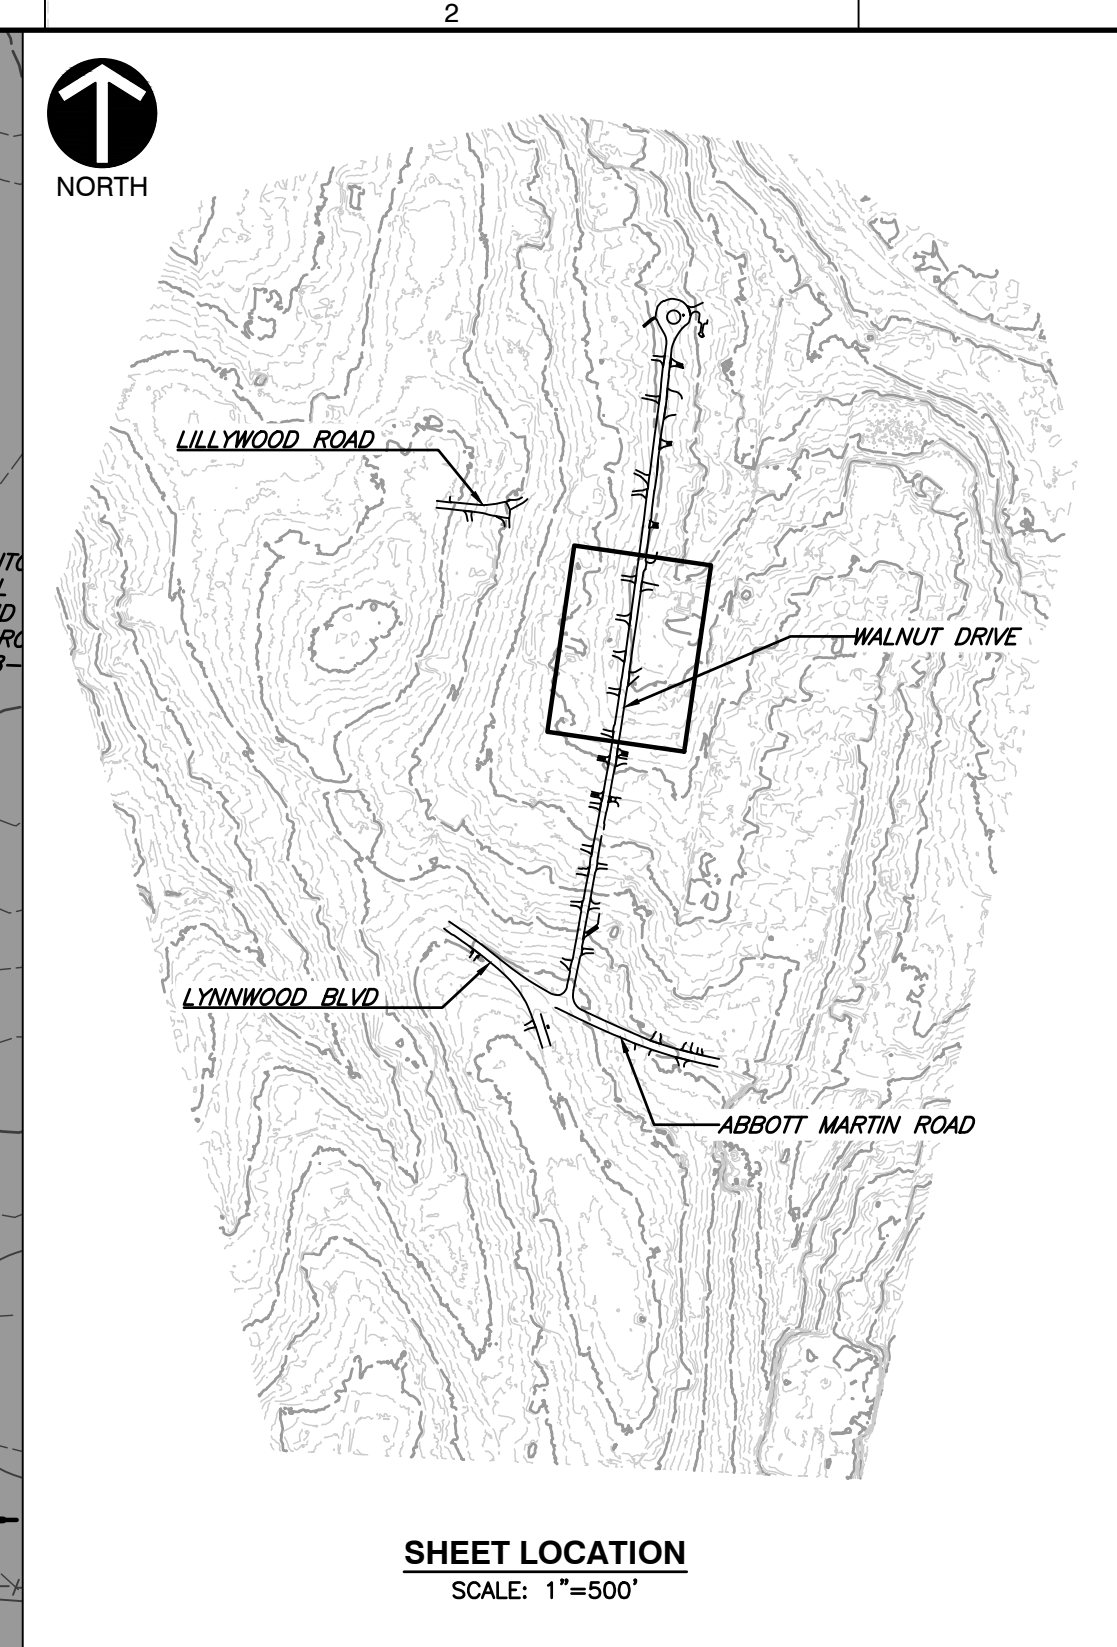 2
NORTH
LILLYWOOD ROAD
WALNUT DRIVE
LYNNWOOD BLVD
ABBOTT MARTIN ROAD
SHEET LOCATION
SCALE: 1"=500'